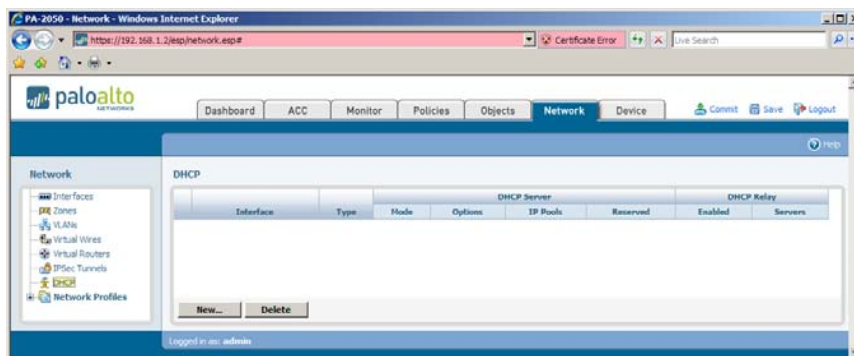 PA-2050 - Network - Windows Internet Explorer
https://192.168.1.2/esp/network.esp#
Certificate Error
Live Search
paloalto
NETWORKS
Dashboard ACC Monitor Policies Objects Network Device
Commit Save Logout
Help
Network
Interfaces
Zones
VLANs
Virtual Wires
Virtual Routers
IPSec Tunnels
DHCP
Network Profiles
DHCP
DHCP Server DHCP Relay
Interface Type Mode Options IP Pools Reserved Enabled Servers
New... Delete
Logged in as: admin